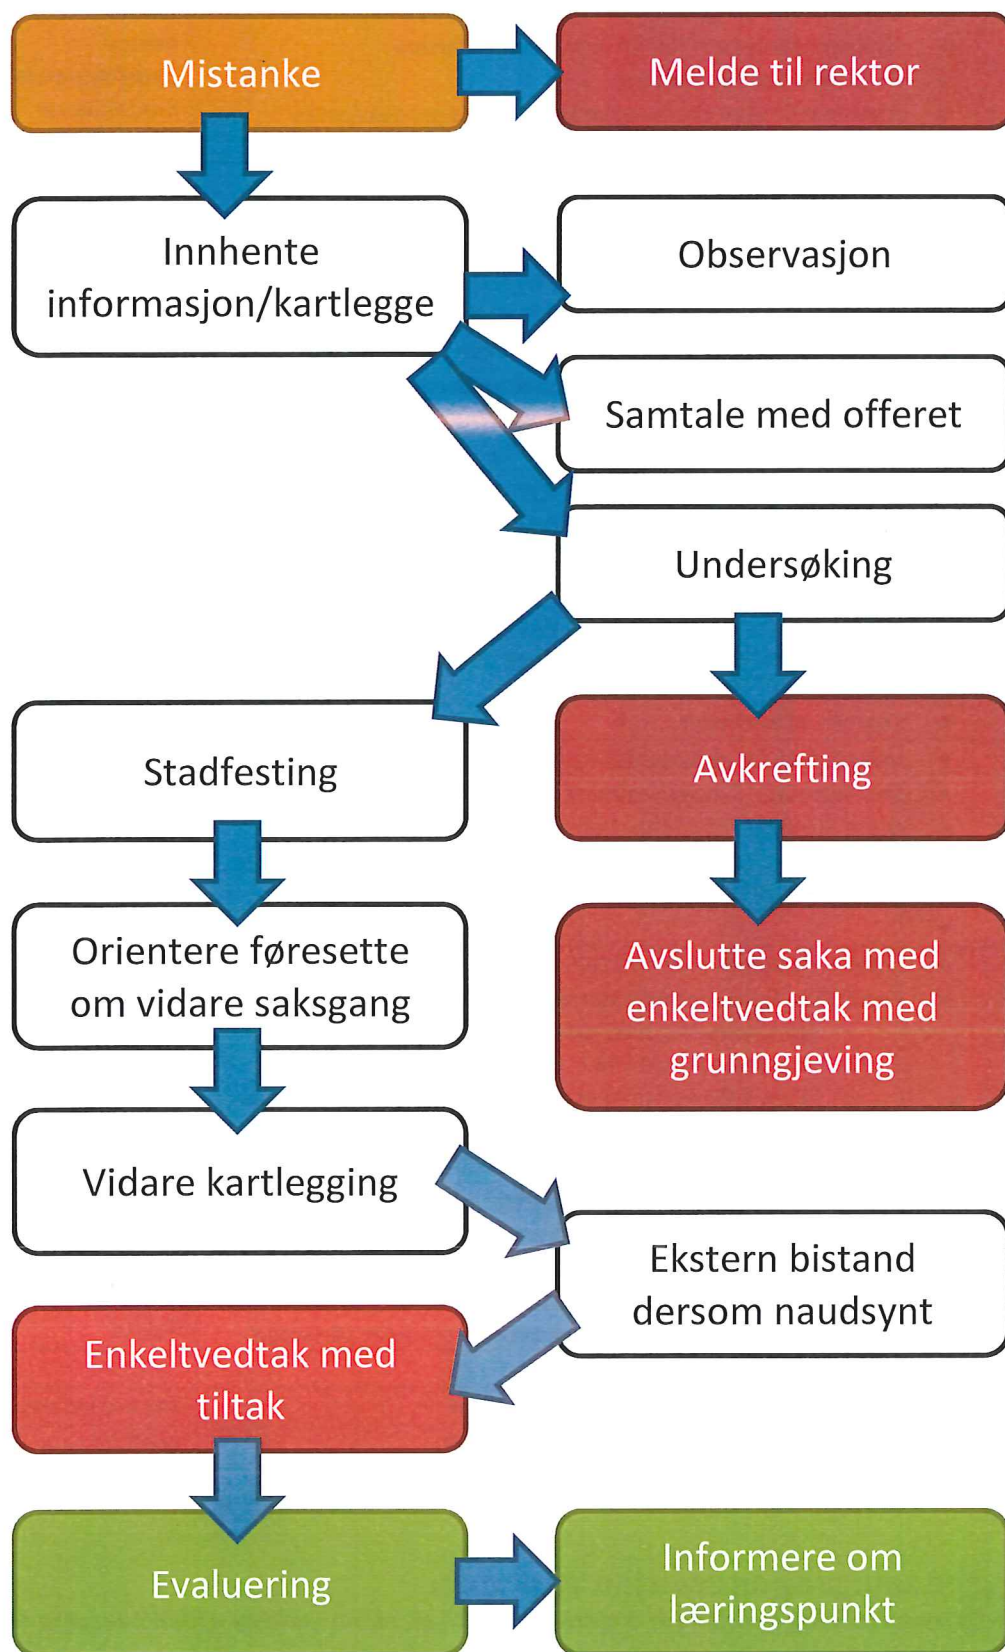 Mistanke
Melde til rektor
Innhente
informasjon/kartlegge
Observasjon
Samtale med offeret
Undersøking
Stadfesting
Avkrefting
Orientere føresette
om vidare saksgang
Avslutte saka med
enkeltvedtak med
grunngjeving
Vidare kartlegging
Ekstern bistand
dersom naudsynt
Enkeltvedtak med
tiltak
Evaluering
Informere om
læringspunkt